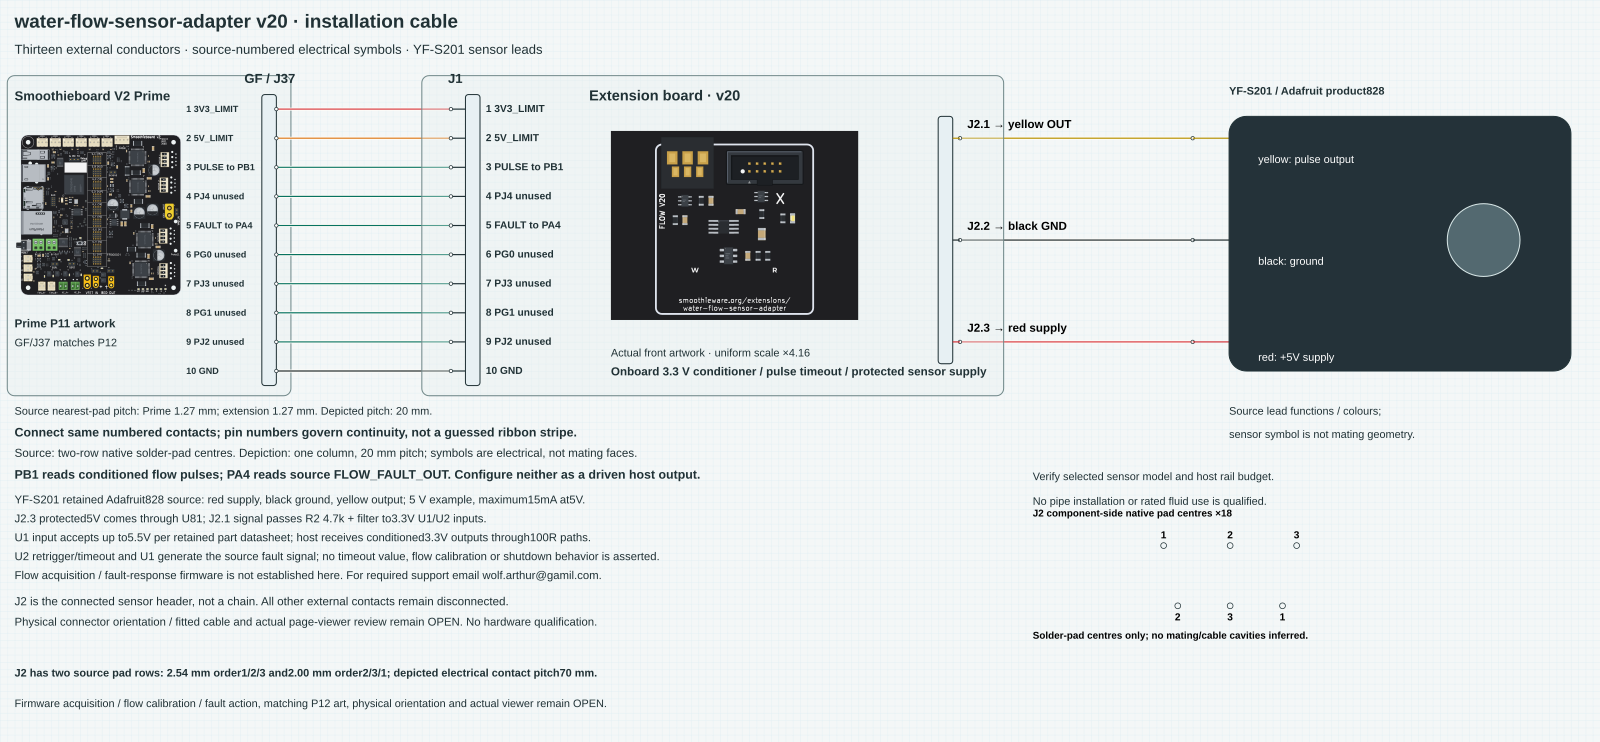 water-flow-sensor-adapter v20 · installation cable
Thirteen external conductors · source-numbered electrical symbols · YF-S201 sensor leads
GF / J37
J1
Smoothieboard V2 Prime
1 3V3_LIMIT
2 5V_LIMIT
3 PULSE to PB1
4 PJ4 unused
5 FAULT to PA4
6 PG0 unused
7 PJ3 unused
8 PG1 unused
9 PJ2 unused
10 GND
Prime P11 artwork
GF/J37 matches P12
1 3V3_LIMIT
2 5V_LIMIT
3 PULSE to PB1
4 PJ4 unused
5 FAULT to PA4
6 PG0 unused
7 PJ3 unused
8 PG1 unused
9 PJ2 unused
10 GND
Extension board · v20
FLOW V20
X
W
R
smoothieware.org/extensions/
water-flow-sensor-adapter
Actual front artwork · uniform scale ×4.16
Onboard 3.3 V conditioner / pulse timeout / protected sensor supply
J2.1 → yellow OUT
J2.2 → black GND
J2.3 → red supply
YF-S201 / Adafruit product828
yellow: pulse output
black: ground
red: +5V supply
Source nearest-pad pitch: Prime 1.27 mm; extension 1.27 mm. Depicted pitch: 20 mm.
Connect same numbered contacts; pin numbers govern continuity, not a guessed ribbon stripe.
Source: two-row native solder-pad centres. Depiction: one column, 20 mm pitch; symbols are electrical, not mating faces.
PB1 reads conditioned flow pulses; PA4 reads source FLOW_FAULT_OUT. Configure neither as a driven host output.
YF-S201 retained Adafruit828 source: red supply, black ground, yellow output; 5 V example, maximum15mA at5V.
J2.3 protected5V comes through U81; J2.1 signal passes R2 4.7k + filter to3.3V U1/U2 inputs.
U1 input accepts up to5.5V per retained part datasheet; host receives conditioned3.3V outputs through100R paths.
U2 retrigger/timeout and U1 generate the source fault signal; no timeout value, flow calibration or shutdown behavior is asserted.
Flow acquisition / fault-response firmware is not established here. For required support email wolf.arthur@gamil.com.
J2 is the connected sensor header, not a chain. All other external contacts remain disconnected.
Physical connector orientation / fitted cable and actual page-viewer review remain OPEN. No hardware qualification.
J2 has two source pad rows: 2.54 mm order1/2/3 and2.00 mm order2/3/1; depicted electrical contact pitch70 mm.
Firmware acquisition / flow calibration / fault action, matching P12 art, physical orientation and actual viewer remain OPEN.
Source lead functions / colours;
sensor symbol is not mating geometry.
Verify selected sensor model and host rail budget.
No pipe installation or rated fluid use is qualified.
J2 component-side native pad centres ×18
1 2 3
2 3 1
Solder-pad centres only; no mating/cable cavities inferred.